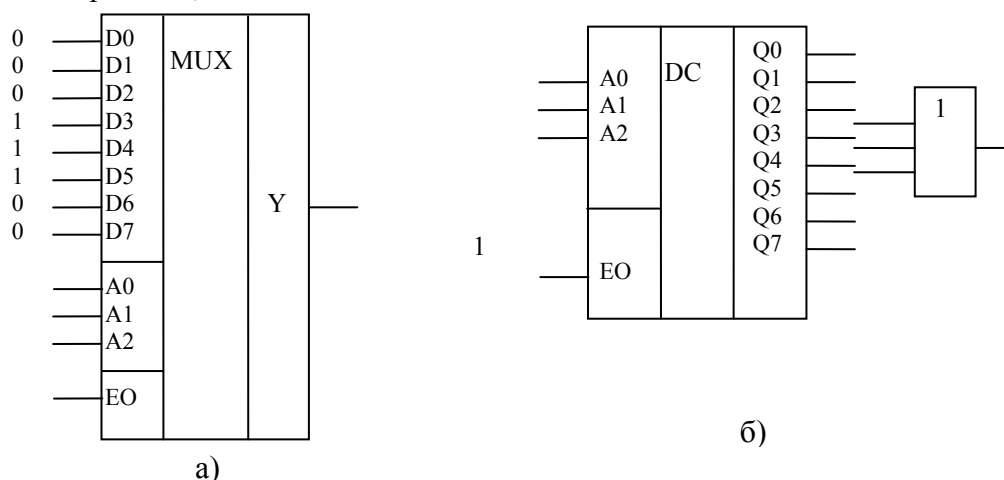 0 D0
0 D1
0 D2
1 D3
1 D4
1 D5
0 D6
0 D7
MUX
Y
A0
A1
A2
EO
а)
A0
A1
A2
DC
Q0
Q1
Q2
Q3
Q4
Q5
Q6
Q7
1
1
EO
б)